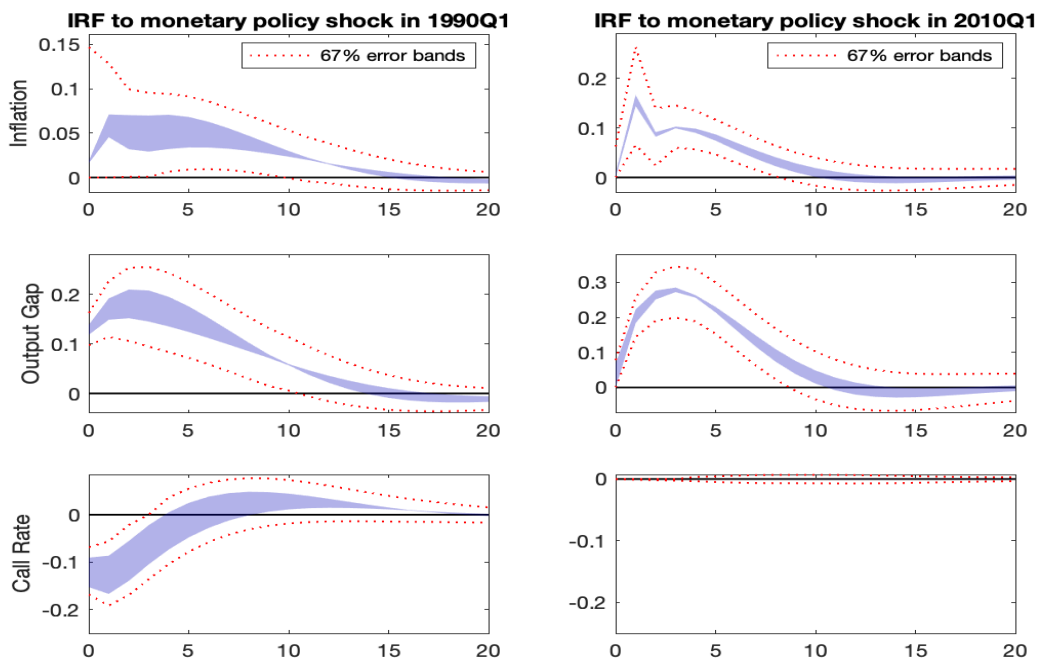 IRF to monetary policy shock in 1990Q1
0.15
67% error bands
0.1
0.05
0
Inflation
0 5 10 15 20
IRF to monetary policy shock in 2010Q1
67% error bands
0.2
0.1
0
0 5 10 15 20
0.2
0.1
0
Output Gap
0 5 10 15 20
0.3
0.2
0.1
0
0 5 10 15 20
0
-0.1
-0.2
Call Rate
0 5 10 15 20
0
-0.1
-0.2
0 5 10 15 20